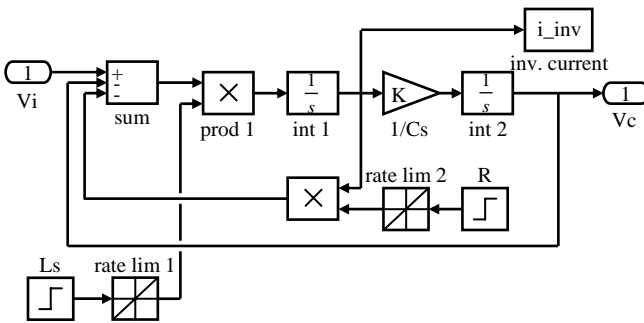 i_inv
inv. current
1
Vi
+
-
-
sum
×
prod 1
1
s
int 1
K
1/Cs
1
s
int 2
1
Vc
×
rate lim 2
R
Ls
rate lim 1